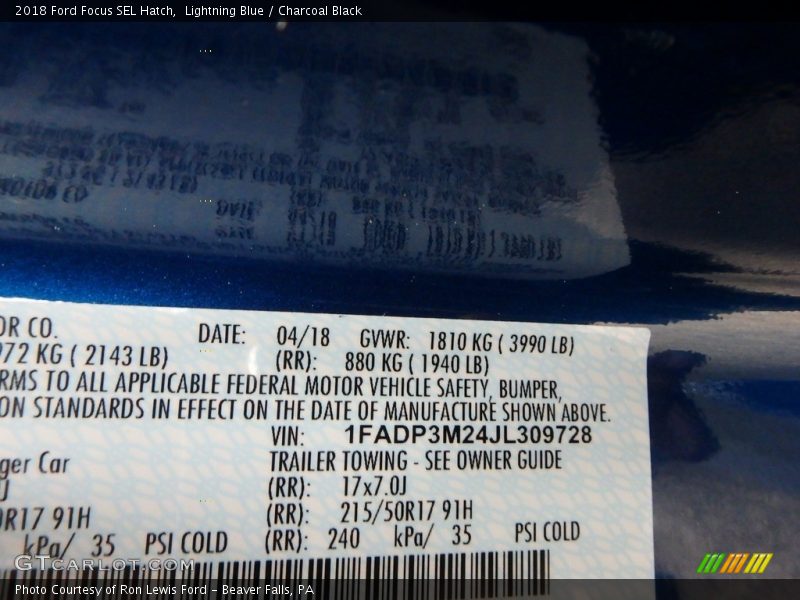 2018 Ford Focus SEL Hatch,  Lightning Blue / Charcoal Black
OR CO. DATE: 04/18 GVWR: 1810 KG ( 3990 LB)
972 KG ( 2143 LB) (RR): 880 KG ( 1940 LB)
RMS TO ALL APPLICABLE FEDERAL MOTOR VEHICLE SAFETY, BUMPER,
ON STANDARDS IN EFFECT ON THE DATE OF MANUFACTURE SHOWN ABOVE.
VIN: 1FADP3M24JL309728
ger Car TRAILER TOWING - SEE OWNER GUIDE
J (RR): 17x7.0J
0R17 91H (RR): 215/50R17 91H
kPa/ 35 PSI COLD (RR): 240 kPa/ 35 PSI COLD
GTCARLOT.COM
Photo Courtesy of Ron Lewis Ford - Beaver Falls, PA